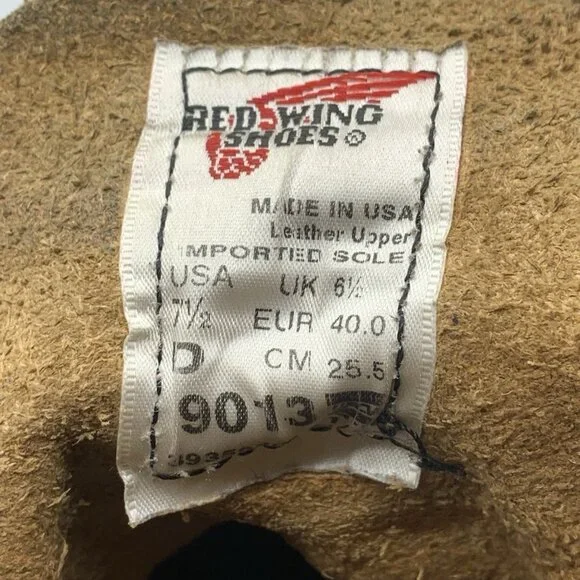 RED WING
SHOES®
MADE IN USA
Leather Upper
IMPORTED SOLE
USA UK 6½
7½ EUR 40.0
D CM 25.5
9013